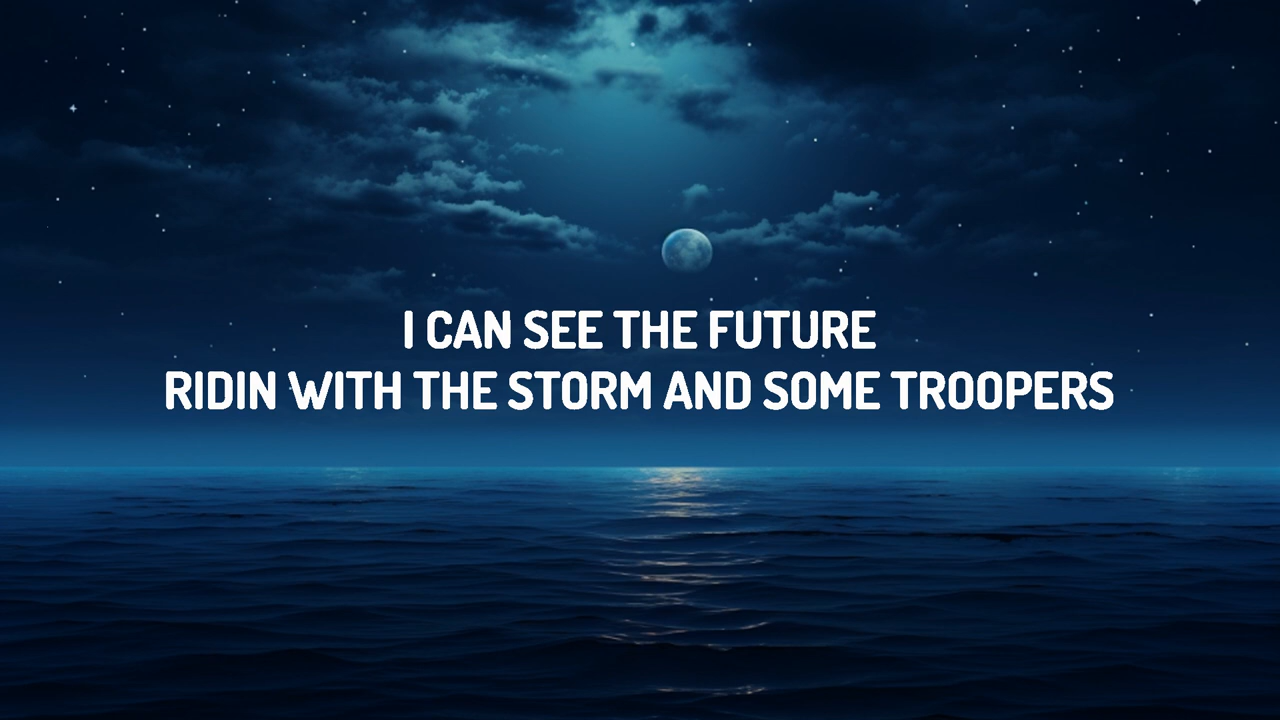 I CAN SEE THE FUTURE
RIDIN WITH THE STORM AND SOME TROOPERS